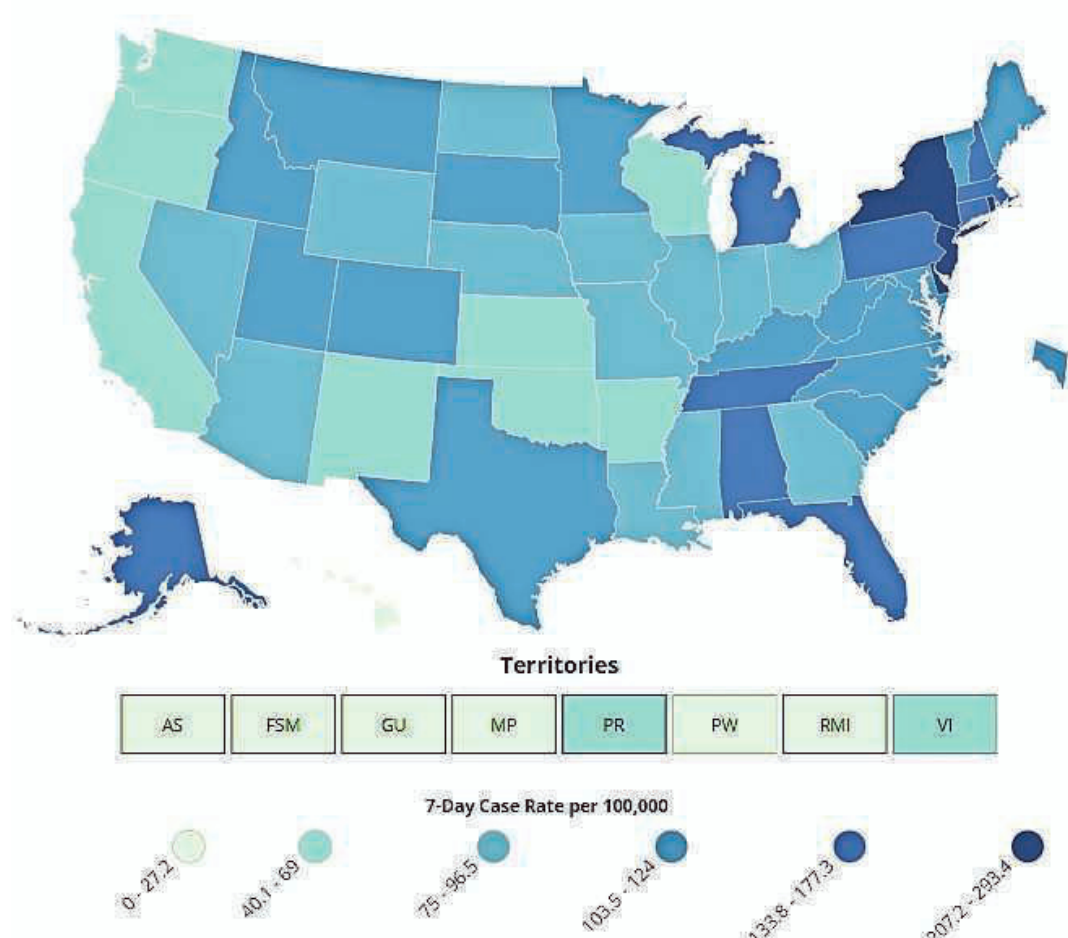 Territories
AS FSM GU MP PR PW RMI VI
7-Day Case Rate per 100,000
0 - 27.2 40.1 - 69 75 - 96.5 103.5 - 124 133.8 - 177.3 207.2 - 293.4